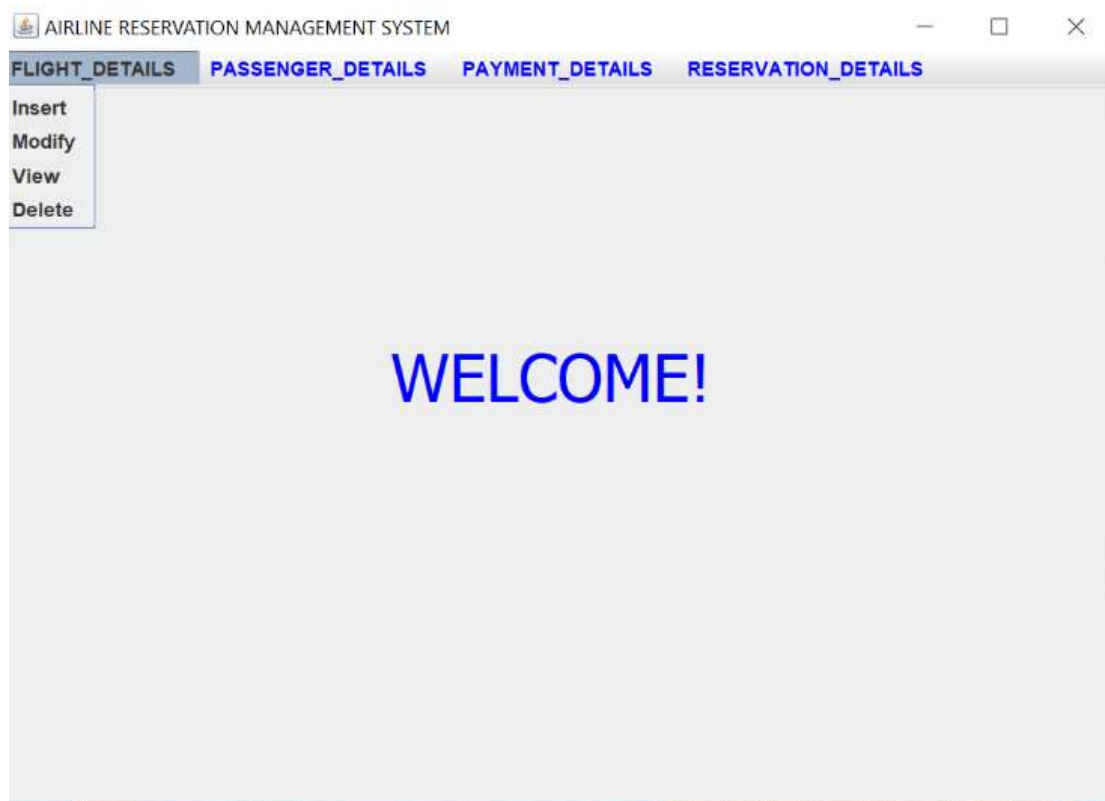 AIRLINE RESERVATION MANAGEMENT SYSTEM
FLIGHT_DETAILS PASSENGER_DETAILS PAYMENT_DETAILS RESERVATION_DETAILS
Insert
Modify
View
Delete
WELCOME!